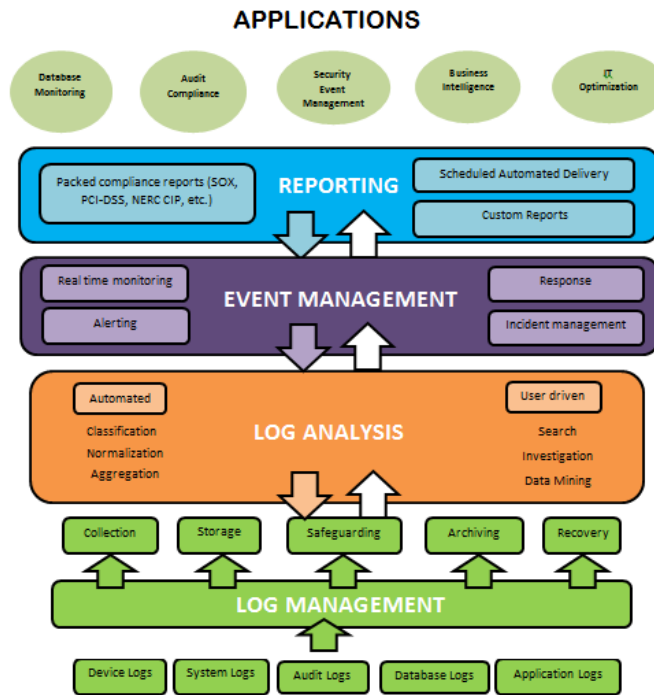 APPLICATIONS
Database
Monitoring
Audit
Compliance
Security
Event
Management
Business
Intelligence
IT
Optimization
Packed compliance reports (SOX,
PCI-DSS, NERC CIP, etc.)
REPORTING
Scheduled Automated Delivery
Custom Reports
Real time monitoring
Alerting
EVENT MANAGEMENT
Response
Incident management
Automated
Classification
Normalization
Aggregation
LOG ANALYSIS
User driven
Search
Investigation
Data Mining
Collection
Storage
Safeguarding
Archiving
Recovery
LOG MANAGEMENT
Device Logs
System Logs
Audit Logs
Database Logs
Application Logs